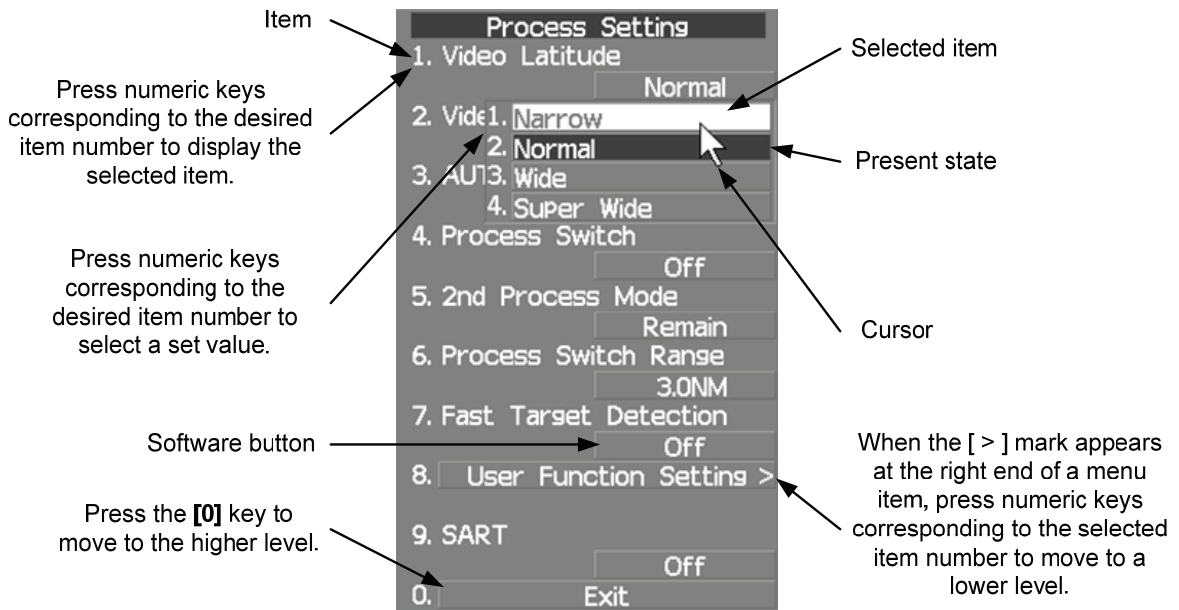 Item
Press numeric keys
corresponding to the desired
item number to display the
selected item.
Press numeric keys
corresponding to the
desired item number to
select a set value.
Software button
Press the [0] key to
move to the higher level.
Process Setting
1. Video Latitude
Normal
2. Vide
1. Narrow
2. Normal
3. AUT
3. Wide
4. Super Wide
4. Process Switch
Off
5. 2nd Process Mode
Remain
6. Process Switch Range
3.0NM
7. Fast Target Detection
Off
8. User Function Setting >
9. SART
Off
0. Exit
Selected item
Present state
Cursor
When the [ > ] mark appears
at the right end of a menu
item, press numeric keys
corresponding to the selected
item number to move to a
lower level.